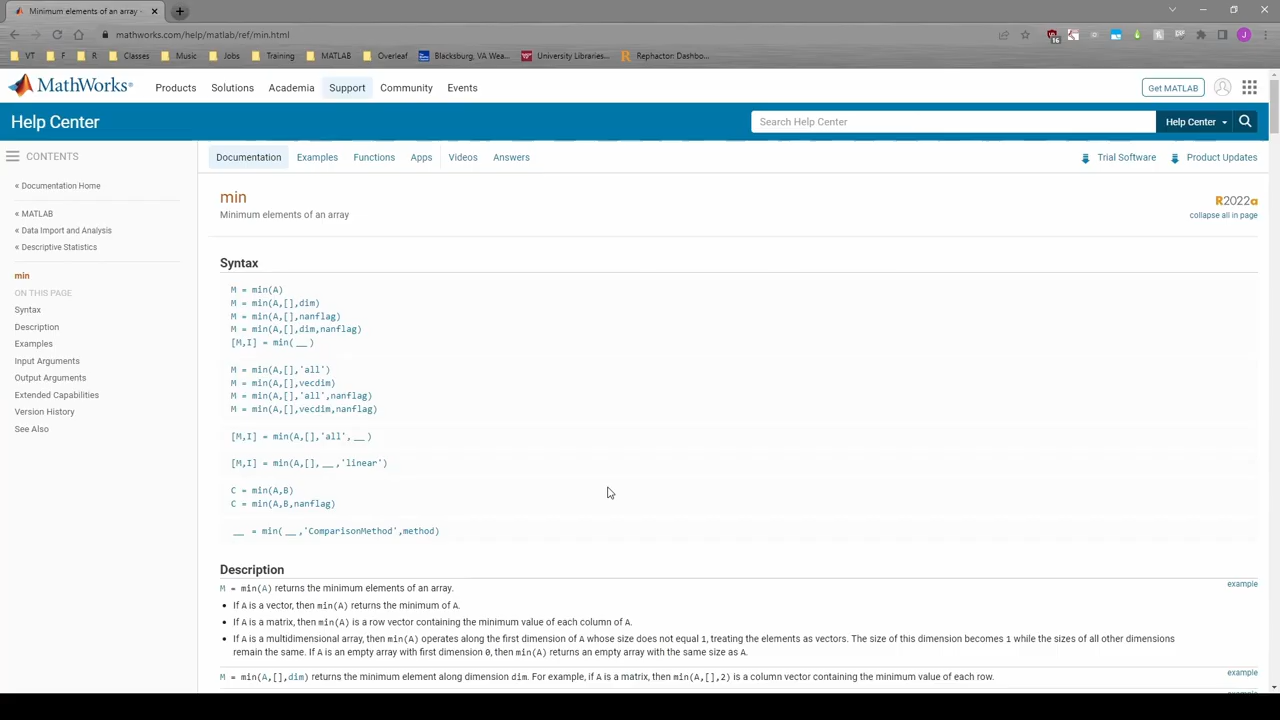 Minimum elements of an array -
mathworks.com/help/matlab/ref/min.html
VT F R Classes Music Jobs Training MATLAB Overleaf Blacksburg, VA Wea... University Libraries... Rephactor: Dashbo...
MathWorks® Products Solutions Academia Support Community Events Get MATLAB
Help Center Search Help Center Help Center
CONTENTS Documentation Examples Functions Apps Videos Answers Trial Software Product Updates
« Documentation Home
« MATLAB
« Data Import and Analysis
« Descriptive Statistics
min
ON THIS PAGE
Syntax
Description
Examples
Input Arguments
Output Arguments
Extended Capabilities
Version History
See Also
min
R2022a
Minimum elements of an array
collapse all in page
Syntax
M = min(A)
M = min(A,[],dim)
M = min(A,[],nanflag)
M = min(A,[],dim,nanflag)
[M,I] = min(__)
M = min(A,[],'all')
M = min(A,[],vecdim)
M = min(A,[],'all',nanflag)
M = min(A,[],vecdim,nanflag)
[M,I] = min(A,[],'all',__)
[M,I] = min(A,[],__,'linear')
C = min(A,B)
C = min(A,B,nanflag)
__ = min(__,'ComparisonMethod',method)
Description
M = min(A) returns the minimum elements of an array.
example
• If A is a vector, then min(A) returns the minimum of A.
• If A is a matrix, then min(A) is a row vector containing the minimum value of each column of A.
• If A is a multidimensional array, then min(A) operates along the first dimension of A whose size does not equal 1, treating the elements as vectors. The size of this dimension becomes 1 while the sizes of all other dimensions
remain the same. If A is an empty array with first dimension 0, then min(A) returns an empty array with the same size as A.
M = min(A,[],dim) returns the minimum element along dimension dim. For example, if A is a matrix, then min(A,[],2) is a column vector containing the minimum value of each row.
example